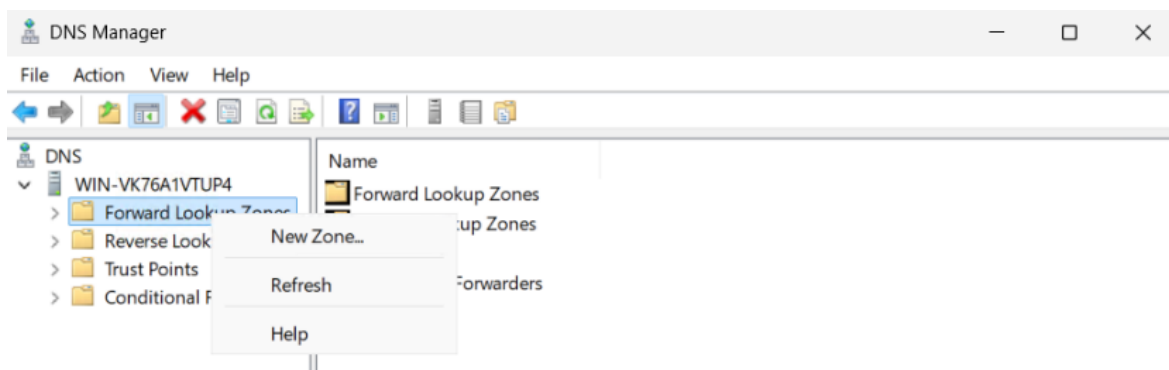 DNS Manager
File Action View Help
DNS
WIN-VK76A1VTUP4
Forward Lookup Zones
Reverse Look
Trust Points
Conditional F
New Zone...
Refresh
Help
Name
Forward Lookup Zones
up Zones
Forwarders